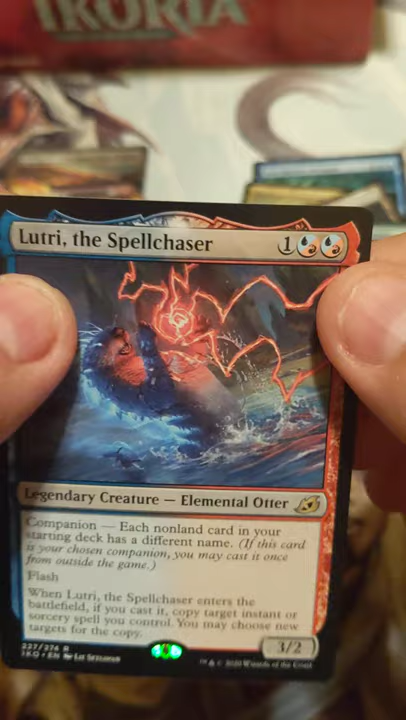 IKORIA
Lutri, the Spellchaser 1
Legendary Creature — Elemental Otter
Companion — Each nonland card in your
starting deck has a different name. (If this card
is your chosen companion, you may cast it once
from outside the game.)
Flash
When Lutri, the Spellchaser enters the
battlefield, if you cast it, copy target instant or
sorcery spell you control. You may choose new
targets for the copy.
3/2
227/274 R
IKO • EN
™ & © 2020 Wizards of the Coast